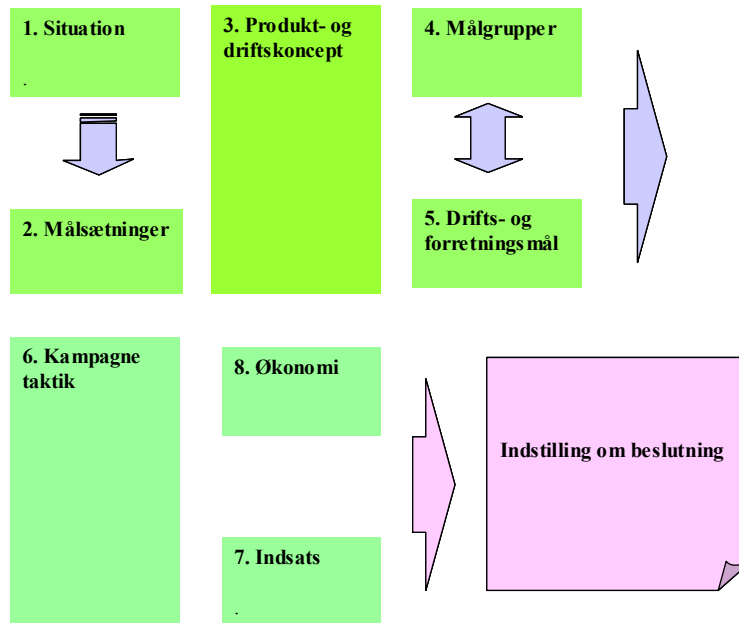 1. Situation
.
2. Målsætninger
3. Produkt- og
driftskoncept
4. Målgrupper
5. Drifts- og
forretningsmål
6. Kampagne
taktik
8. Økonomi
7. Indsats
.
Indstilling om beslutning